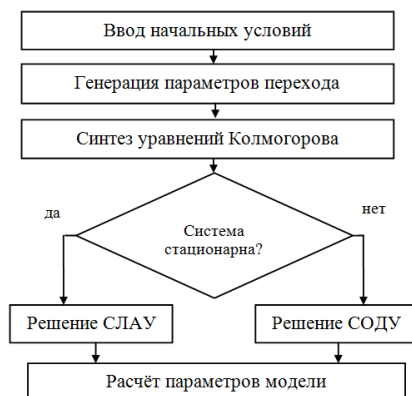 Ввод начальных условий
Генерация параметров перехода
Синтез уравнений Колмогорова
да
нет
Система
стационарна?
Решение СЛАУ
Решение СОДУ
Расчёт параметров модели